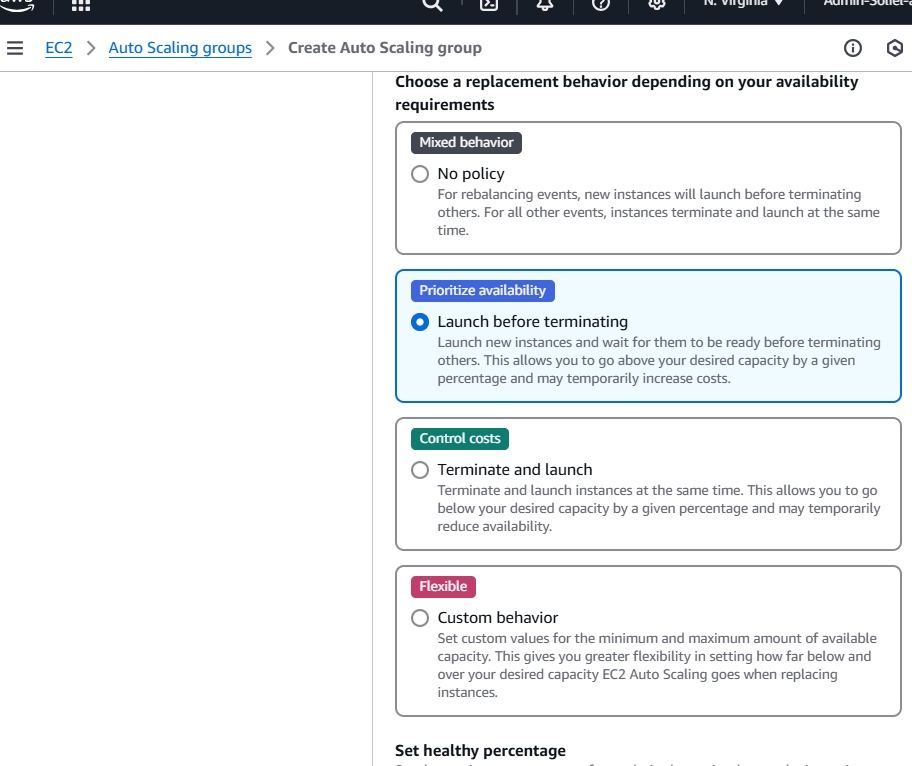 N. Virginia ▼
EC2 > Auto Scaling groups > Create Auto Scaling group
Choose a replacement behavior depending on your availability
requirements
Mixed behavior
No policy
For rebalancing events, new instances will launch before terminating
others. For all other events, instances terminate and launch at the same
time.
Prioritize availability
Launch before terminating
Launch new instances and wait for them to be ready before terminating
others. This allows you to go above your desired capacity by a given
percentage and may temporarily increase costs.
Control costs
Terminate and launch
Terminate and launch instances at the same time. This allows you to go
below your desired capacity by a given percentage and may temporarily
reduce availability.
Flexible
Custom behavior
Set custom values for the minimum and maximum amount of available
capacity. This gives you greater flexibility in setting how far below and
over your desired capacity EC2 Auto Scaling goes when replacing
instances.
Set healthy percentage